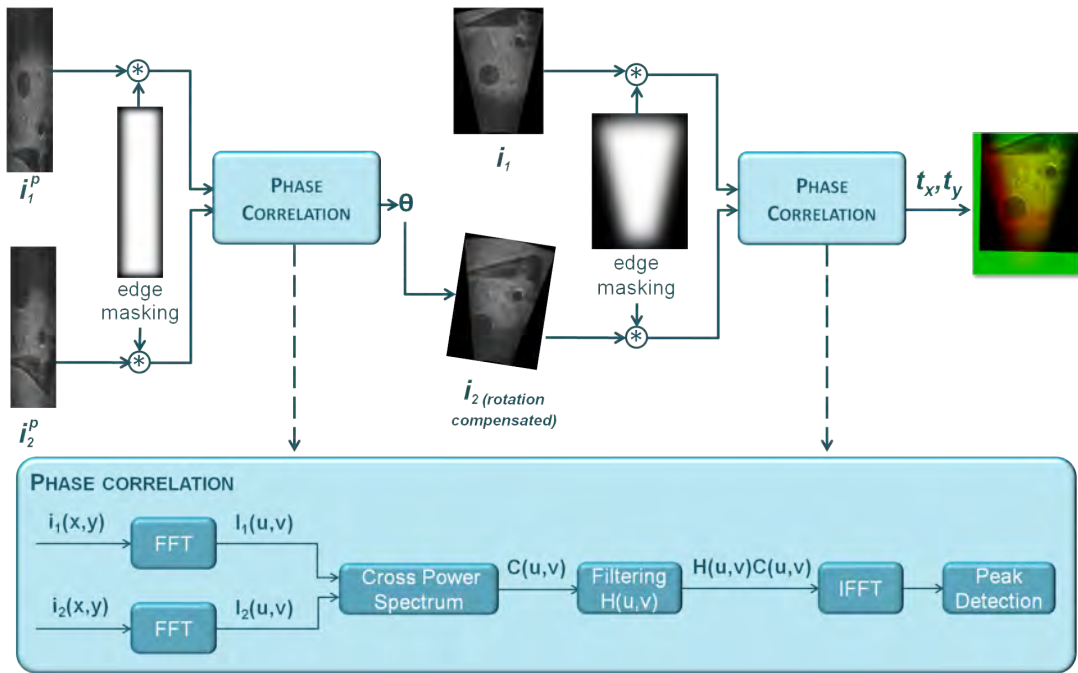 i₁ᵖ
*
edge
masking
*
i₂ᵖ
PHASE
CORRELATION
θ
i₁
*
edge
masking
*
i₂ (rotation
compensated)
PHASE
CORRELATION
tₓ,t_y
PHASE CORRELATION
i₁(x,y)
FFT
I₁(u,v)
i₂(x,y)
FFT
I₂(u,v)
Cross Power
Spectrum
C(u,v)
Filtering
H(u,v)
H(u,v)C(u,v)
IFFT
Peak
Detection